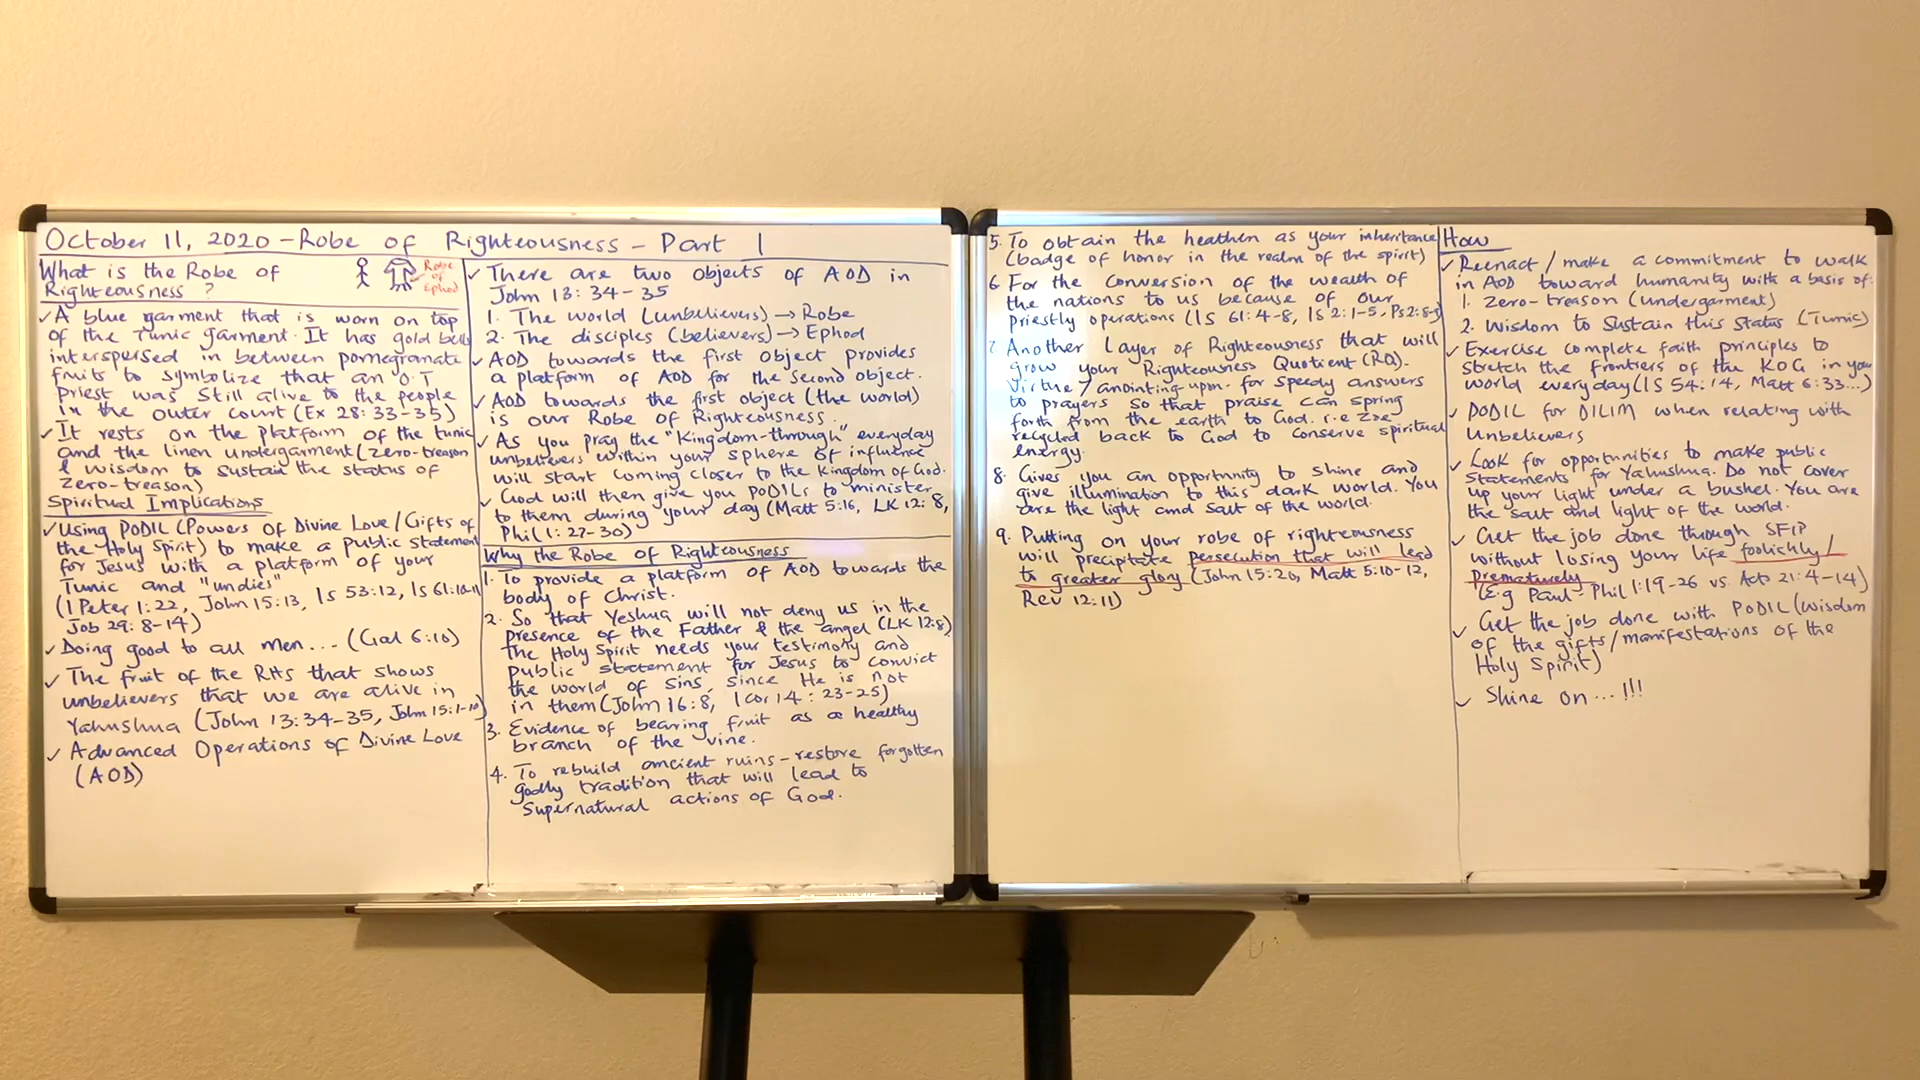 October 11, 2020 - Robe of Righteousness - Part 1
What is the Robe of
Righteousness ?
Robe
of
Ephod
✓ A blue garment that is worn on top
of the Tunic garment. It has gold bells
interspersed in between pomegranate
fruits to symbolize that an O.T
Priest was still alive to the people
in the outer court (Ex 28:33-35)
✓ It rests on the platform of the tunic
and the linen undergarment (zero-treason
& wisdom to sustain the status of
zero-treason)
Spiritual Implications
✓ Using PODIL (Powers of Divine Love/Gifts of
the Holy Spirit) to make a public statement
for Jesus with a platform of your
Tunic and "undies"
(1 Peter 1:22, John 15:13, Is 53:12, Is 61:10-11
Job 29:8-14)
✓ Doing good to all men... (Gal 6:10)
✓ The fruit of the RHS that shows
unbelievers that we are alive in
Yahushua (John 13:34-35, John 15:1-10)
✓ Advanced Operations of Divine Love
(AOD)
✓ There are two objects of AOD in
John 13:34-35
1. The world (unbelievers) → Robe
2. The disciples (believers) → Ephod
✓ AOD towards the first object provides
a platform of AOD for the second object.
✓ AOD towards the first object (the world)
is our Robe of Righteousness.
✓ As you pray the "Kingdom-through" everyday
unbelievers within your sphere of influence
will start coming closer to the Kingdom of God.
✓ God will then give you PODILs to minister
to them during your day (Matt 5:16, LK 12:8,
Phil 1:27-30)
Why the Robe of Righteousness
1. To provide a platform of AOD towards the
body of Christ.
2. So that Yeshua will not deny us in the
presence of the Father & the angel (LK 12:8)
The Holy Spirit needs your testimony and
public statement for Jesus to convict
the world of sins, since He is not
in them (John 16:8, 1 Cor 14:23-25)
3. Evidence of bearing fruit as a healthy
branch of the vine.
4. To rebuild ancient ruins - restore forgotten
godly tradition that will lead to
supernatural actions of God.
5. To obtain the heathen as your inheritance
(badge of honor in the realm of the spirit)
6. For the conversion of the wealth of
the nations to us because of our
priestly operations (IS 61:4-8, IS 2:1-5, Ps 2:8-9)
7. Another Layer of Righteousness that will
grow your Righteousness Quotient (RQ).
Virtue/anointing-upon for speedy answers
to prayers so that praise can spring
forth from the earth to God. i.e Zoe
recycled back to God to conserve spiritual
energy.
8. Gives you an opportunity to shine and
give illumination to this dark world. You
are the light and salt of the world.
9. Putting on your robe of righteousness
will precipitate persecution that will lead
to greater glory (John 15:20, Matt 5:10-12,
Rev 12:11)
How
✓ Reenact/make a commitment to walk
in AOD toward humanity with a basis of:
1. Zero-treason (undergarment)
2. Wisdom to sustain this status (Tunic)
✓ Exercise complete faith principles to
stretch the frontiers of the KOG in your
world everyday (IS 54:14, Matt 6:33...)
✓ PODIL for DILIM when relating with
unbelievers
✓ Look for opportunities to make public
statements for Yahushua. Do not cover
up your light under a bushel. You are
the salt and light of the world.
✓ Get the job done through SFIP
without losing your life foolishly/
prematurely
(E.g Paul - Phil 1:19-26 vs. Acts 21:4-14)
✓ Get the job done with PODIL (wisdom
of the gifts/manifestations of the
Holy Spirit)
✓ Shine on...!!!